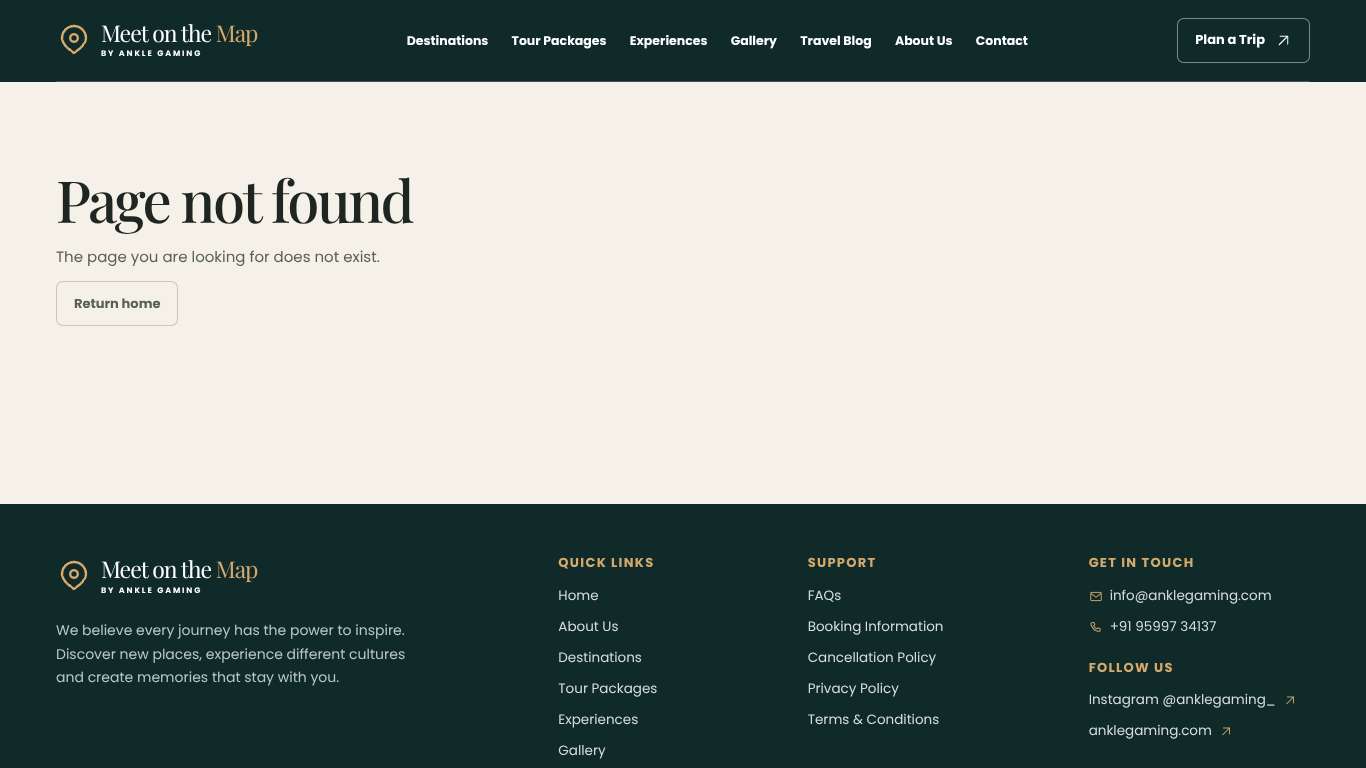 Meet on the Map
BY ANKLE GAMING
Destinations
Tour Packages
Experiences
Gallery
Travel Blog
About Us
Contact
Plan a Trip
Page not found
The page you are looking for does not exist.
Return home
Meet on the Map
BY ANKLE GAMING
We believe every journey has the power to inspire.
Discover new places, experience different cultures
and create memories that stay with you.
QUICK LINKS
Home
About Us
Destinations
Tour Packages
Experiences
Gallery
SUPPORT
FAQs
Booking Information
Cancellation Policy
Privacy Policy
Terms & Conditions
GET IN TOUCH
info@anklegaming.com
+91 95997 34137
FOLLOW US
Instagram @anklegaming_
anklegaming.com